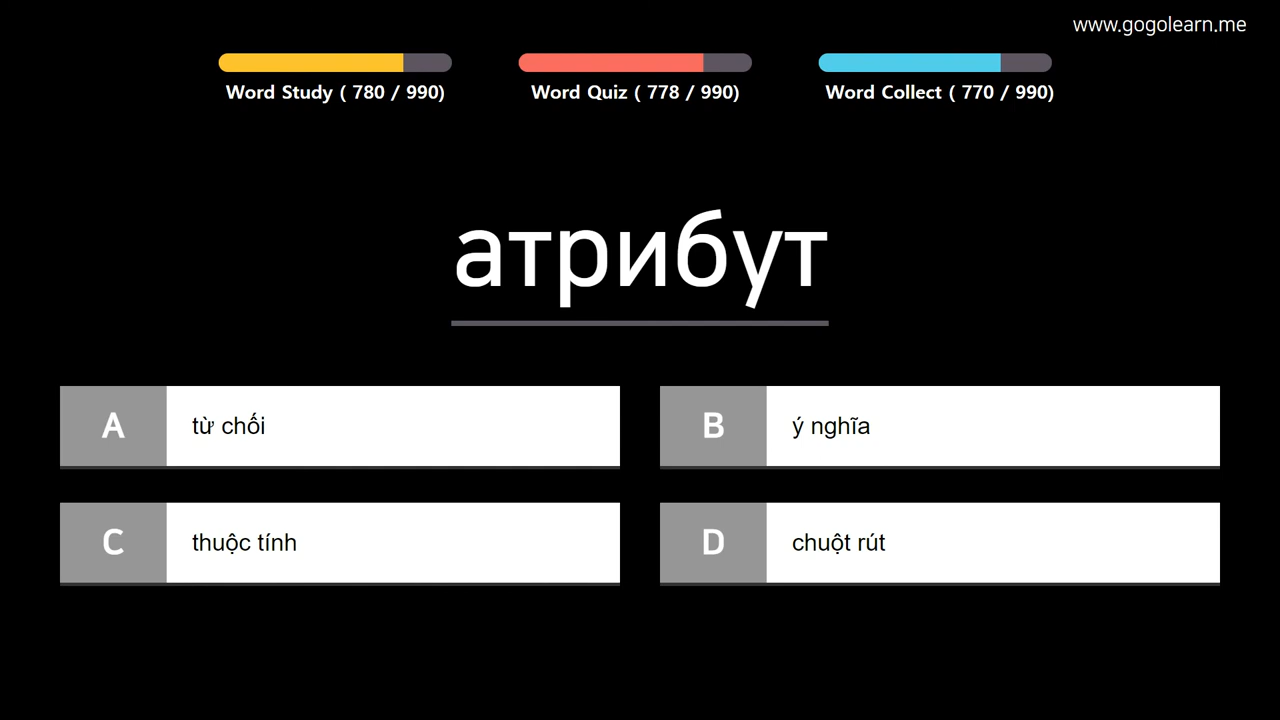 www.gogolearn.me
Word Study ( 780 / 990)
Word Quiz ( 778 / 990)
Word Collect ( 770 / 990)
атрибут
A
từ chối
B
ý nghĩa
C
thuộc tính
D
chuột rút